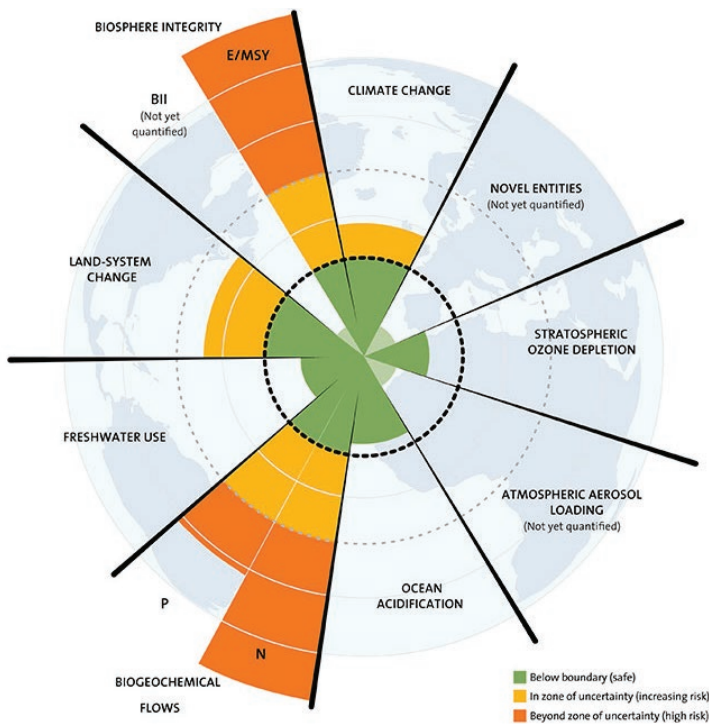 BIOSPHERE INTEGRITY
E/MSY
BII
(Not yet
quantified)
CLIMATE CHANGE
NOVEL ENTITIES
(Not yet quantified)
LAND-SYSTEM
CHANGE
STRATOSPHERIC
OZONE DEPLETION
FRESHWATER USE
ATMOSPHERIC AEROSOL
LOADING
(Not yet quantified)
OCEAN
ACIDIFICATION
P
N
BIOGEOCHEMICAL
FLOWS
Below boundary (safe)
In zone of uncertainty (increasing risk)
Beyond zone of uncertainty (high risk)